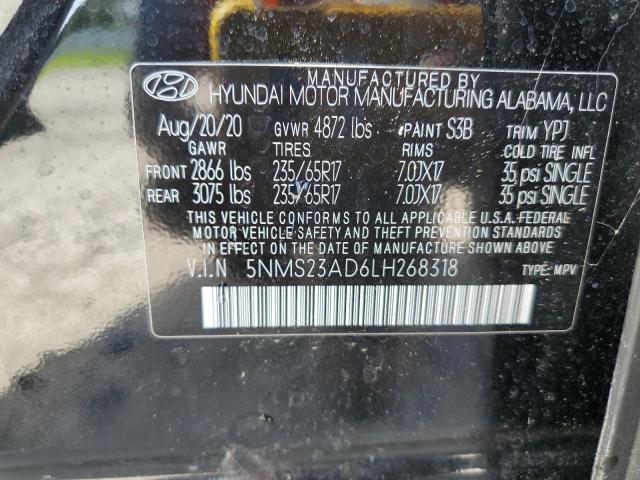 MANUFACTURED BY
HYUNDAI MOTOR MANUFACTURING ALABAMA, LLC
Aug/20/20 GVWR 4872 lbs PAINT S3B TRIM YPJ
GAWR TIRES RIMS COLD TIRE INFL
FRONT 2866 lbs 235/65R17 7.0JX17 35 psi SINGLE
REAR 3075 lbs 235/65R17 7.0JX17 35 psi SINGLE
THIS VEHICLE CONFORMS TO ALL APPLICABLE U.S.A. FEDERAL
MOTOR VEHICLE SAFETY AND THEFT PREVENTION STANDARDS
IN EFFECT ON THE DATE OF MANUFACTURE SHOWN ABOVE.
V.I.N 5NMS23AD6LH268318 TYPE: MPV